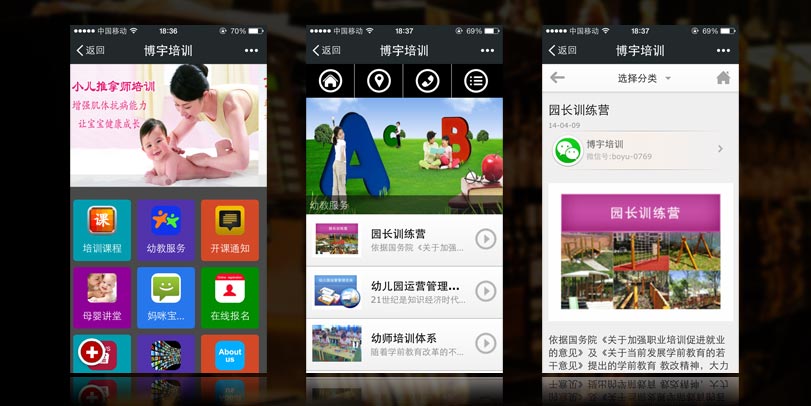 中国移动
18:36
70%
返回
博宇培训
小儿推拿师培训
增强肌体抗病能力
让宝宝健康成长
课
培训课程
幼教服务
开课通知
母婴讲堂
妈咪宝...
在线报名
About
us
中国移动
18:37
69%
返回
博宇培训
A
C
B
幼教服务
园长训练营
园长训练营
依据国务院《关于加强...
幼儿园运营管理...
21世纪是知识经济时代...
幼师培训体系
随着学前教育改革的不...
中国移动
18:37
69%
返回
博宇培训
选择分类
园长训练营
14-04-09
博宇培训
微信号:boyu-0769
园长训练营
依据国务院《关于加强职业培训促进就业
的意见》及《关于当前发展学前教育的若
干意见》提出的学前教育 教改精神，大力